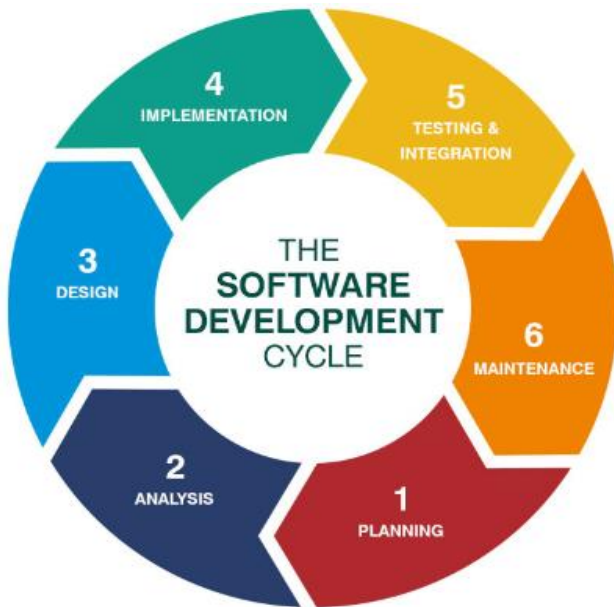 THE
SOFTWARE
DEVELOPMENT
CYCLE
1
PLANNING
2
ANALYSIS
3
DESIGN
4
IMPLEMENTATION
5
TESTING &
INTEGRATION
6
MAINTENANCE